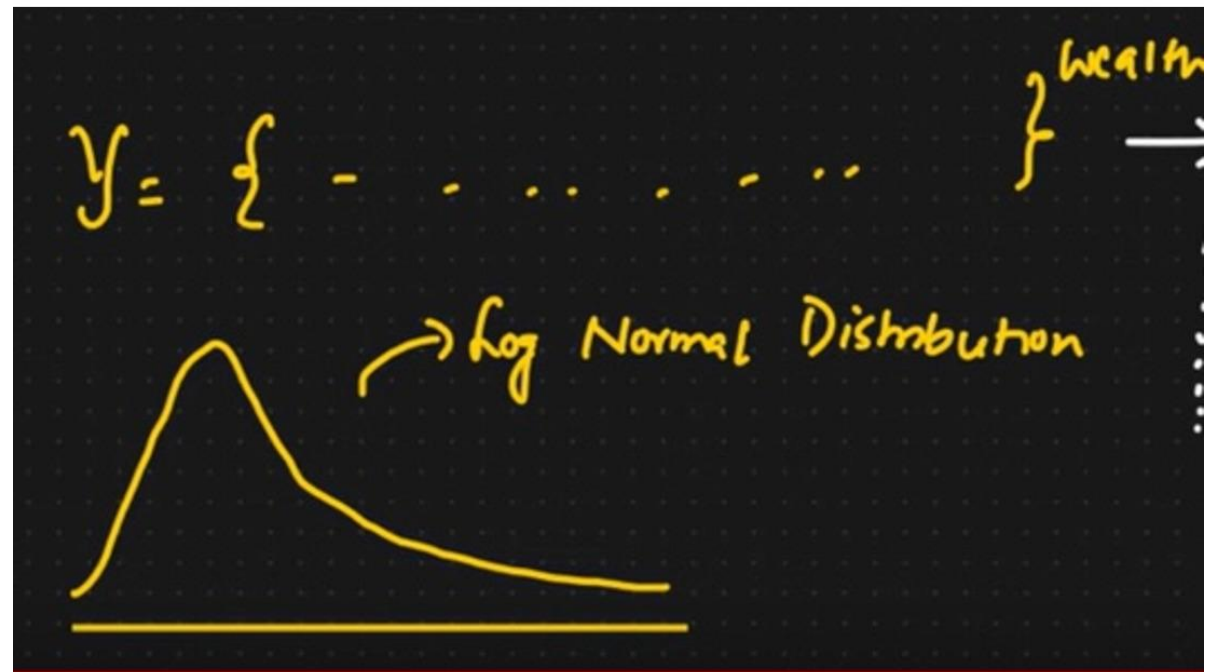 wealth
y = { - - . . . - . . }
Log Normal Distribution